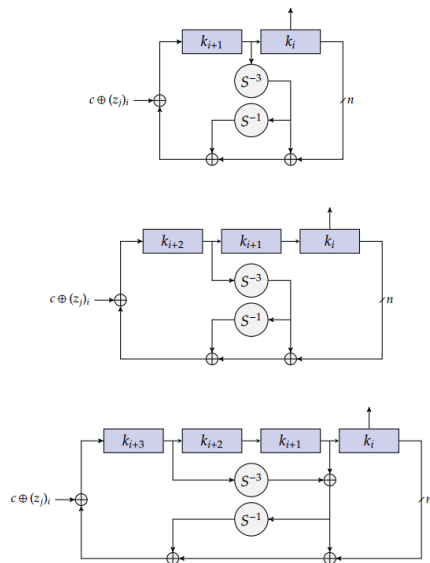 k_{i+1} k_i
S^{-3}
c ⊕ (z_j)_i n
S^{-1}
k_{i+2} k_{i+1} k_i
S^{-3}
c ⊕ (z_j)_i n
S^{-1}
k_{i+3} k_{i+2} k_{i+1} k_i
S^{-3}
c ⊕ (z_j)_i n
S^{-1}